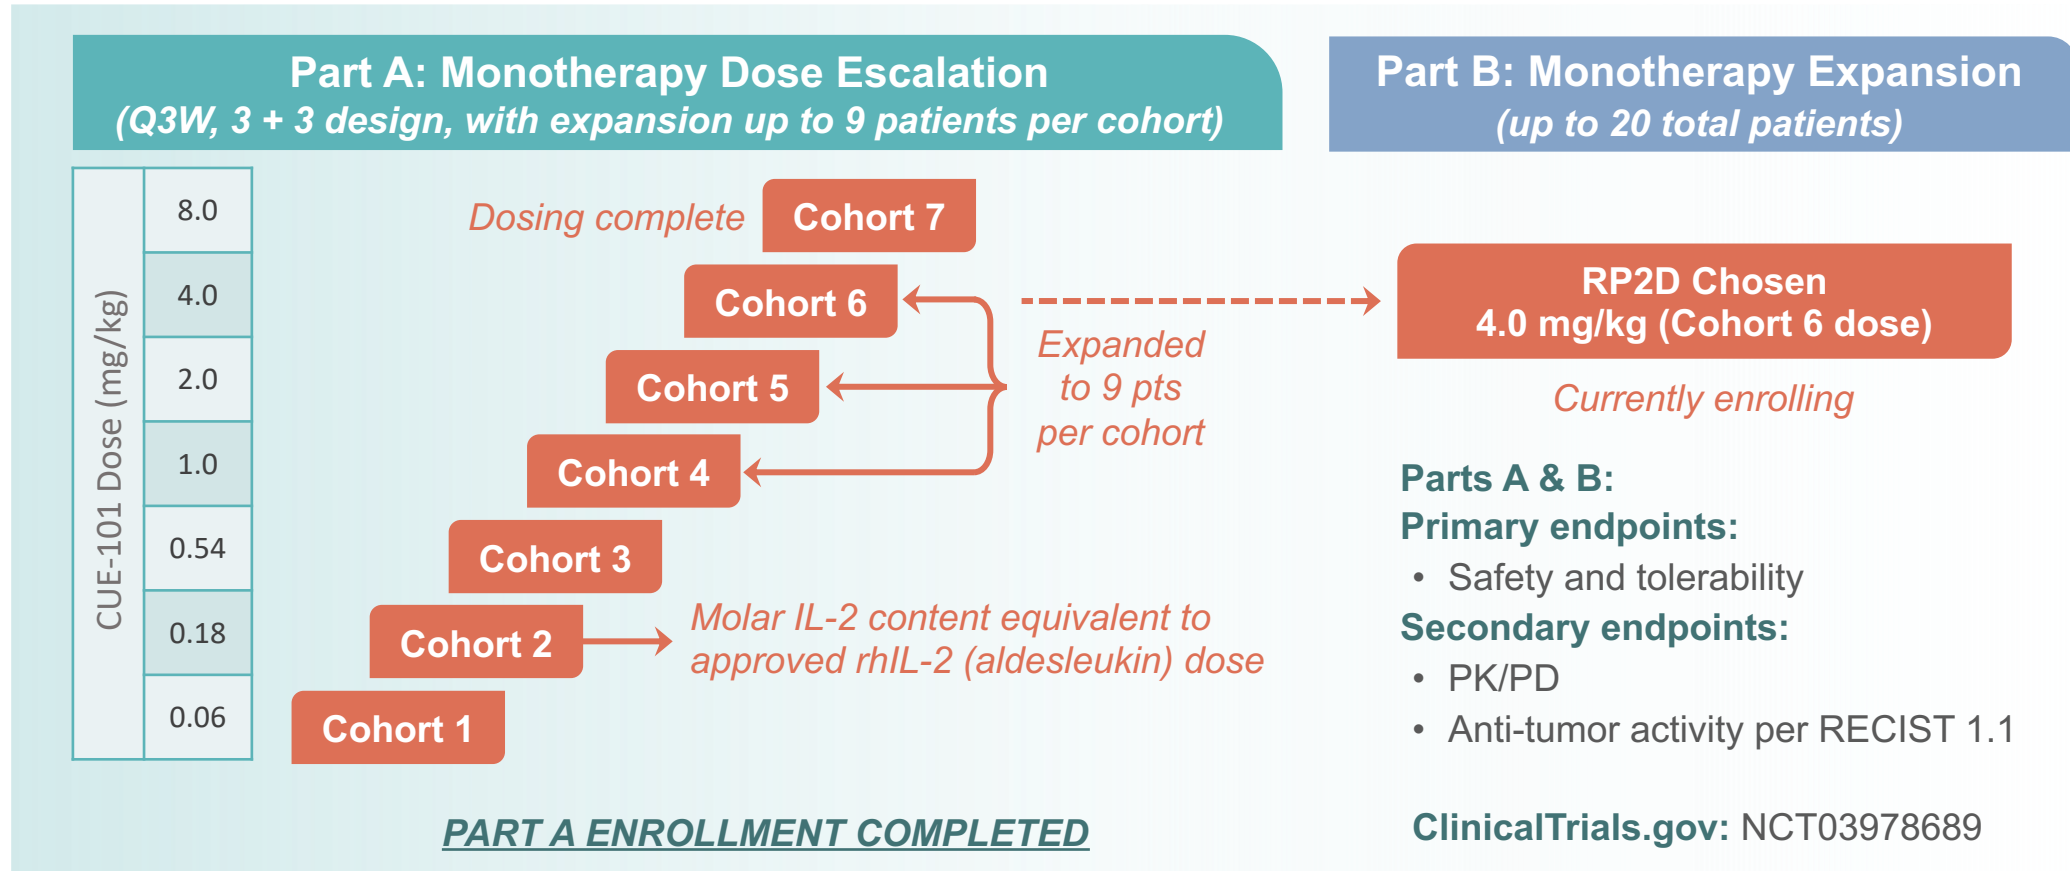 Part A: Monotherapy Dose Escalation
(Q3W, 3 + 3 design, with expansion up to 9 patients per cohort)
Part B: Monotherapy Expansion
(up to 20 total patients)
CUE-101 Dose (mg/kg)
8.0
4.0
2.0
1.0
0.54
0.18
0.06
Dosing complete
Cohort 7
Cohort 6
Cohort 5
Cohort 4
Cohort 3
Cohort 2
Cohort 1
Expanded
to 9 pts
per cohort
Molar IL-2 content equivalent to
approved rhIL-2 (aldesleukin) dose
PART A ENROLLMENT COMPLETED
RP2D Chosen
4.0 mg/kg (Cohort 6 dose)
Currently enrolling
Parts A & B:
Primary endpoints:
• Safety and tolerability
Secondary endpoints:
• PK/PD
• Anti-tumor activity per RECIST 1.1
ClinicalTrials.gov: NCT03978689